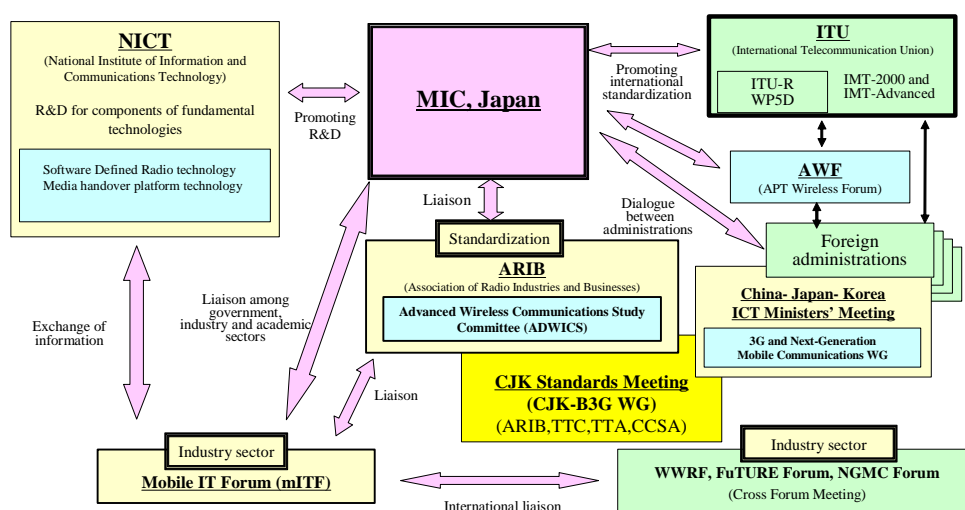 NICT
(National Institute of Information and
Communications Technology)
R&D for components of fundamental
technologies
Software Defined Radio technology
Media handover platform technology
Promoting
R&D
MIC, Japan
Promoting
international
standardization
ITU
(International Telecommunication Union)
ITU-R
WP5D
IMT-2000 and
IMT-Advanced
AWF
(APT Wireless Forum)
Dialogue
between
administrations
Foreign
administrations
Liaison
Standardization
ARIB
(Association of Radio Industries and Businesses)
Advanced Wireless Communications Study
Committee (ADWICS)
China- Japan- Korea
ICT Ministers' Meeting
3G and Next-Generation
Mobile Communications WG
CJK Standards Meeting
(CJK-B3G WG)
(ARIB,TTC,TTA,CCSA)
Exchange of
information
Liaison among
government,
industry and academic
sectors
Liaison
Industry sector
Mobile IT Forum (mITF)
International liaison
Industry sector
WWRF, FuTURE Forum, NGMC Forum
(Cross Forum Meeting)